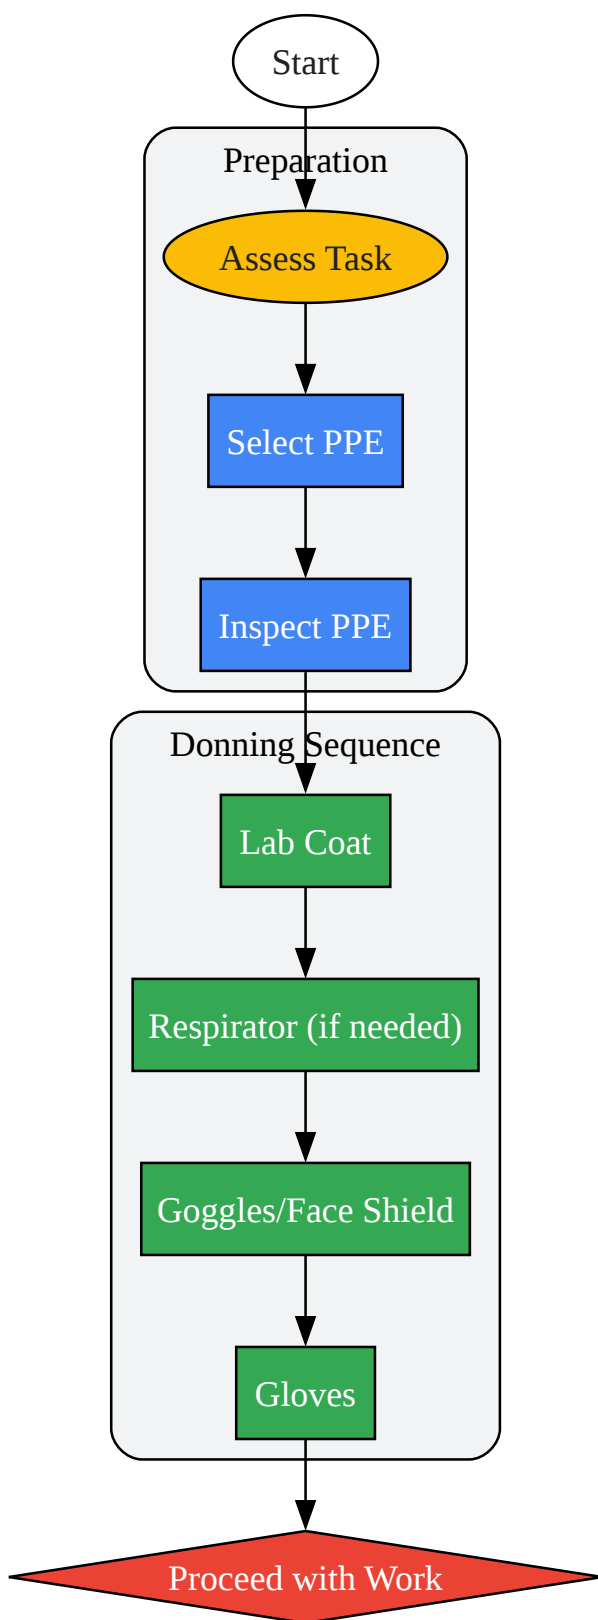 Start
Preparation
Assess Task
Select PPE
Inspect PPE
Donning Sequence
Lab Coat
Respirator (if needed)
Goggles/Face Shield
Gloves
Proceed with Work